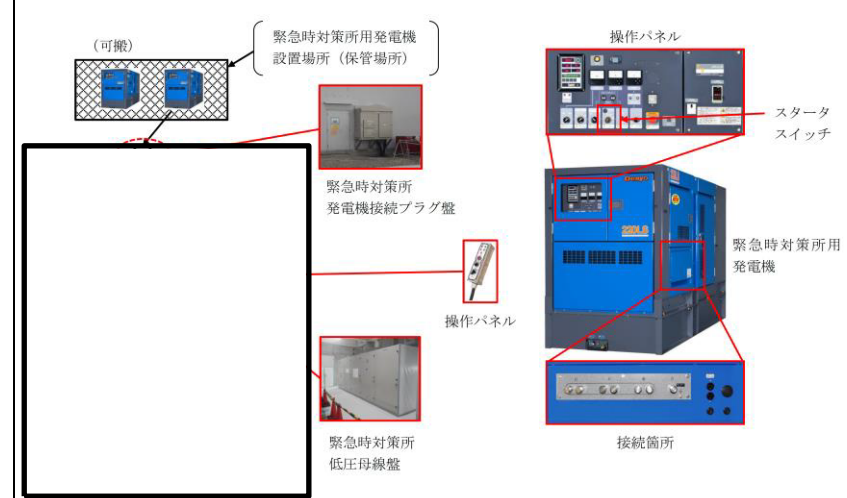 (可搬)
緊急時対策所用発電機
設置場所(保管場所)
緊急時対策所
発電機接続プラグ盤
操作パネル
緊急時対策所
低圧母線盤
操作パネル
スタータ
スイッチ
220LS
緊急時対策所用
発電機
接続箇所